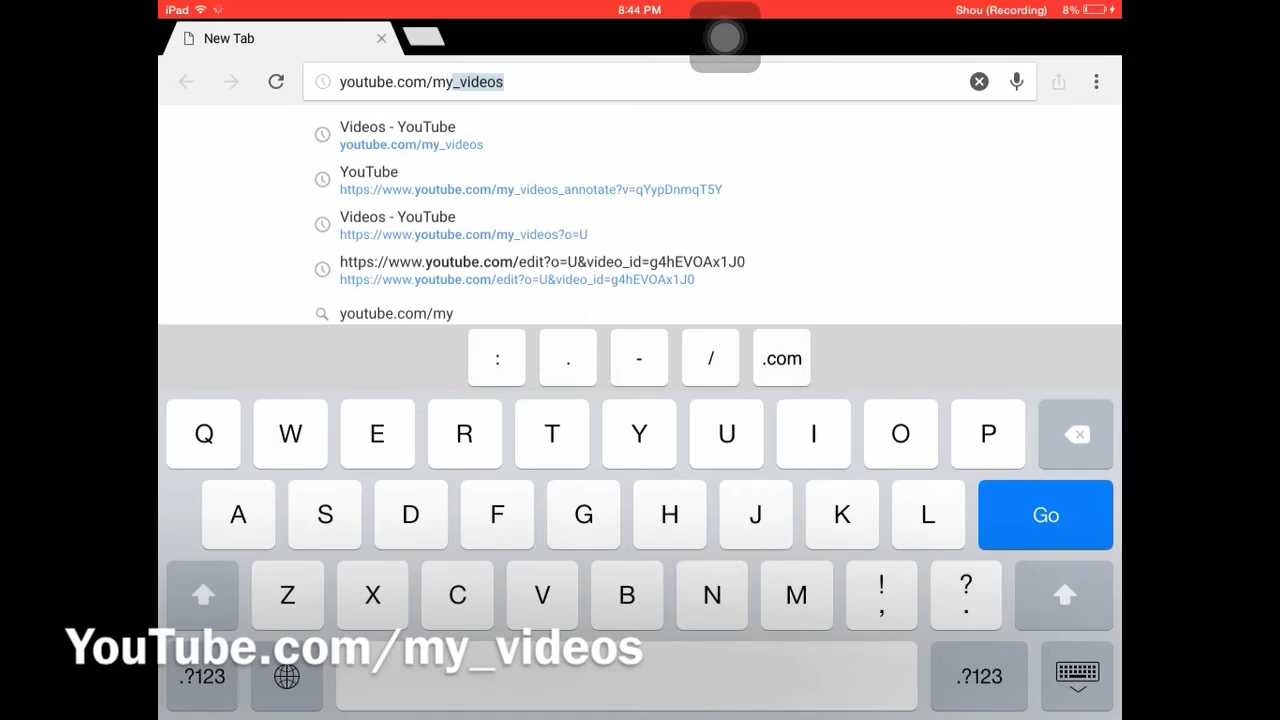 iPad 8:44 PM Shou (Recording) 8%
New Tab
youtube.com/my_videos
Videos - YouTube
youtube.com/my_videos
YouTube
https://www.youtube.com/my_videos_annotate?v=qYypDnmqT5Y
Videos - YouTube
https://www.youtube.com/my_videos?o=U
https://www.youtube.com/edit?o=U&video_id=g4hEVOAx1J0
https://www.youtube.com/edit?o=U&video_id=g4hEVOAx1J0
youtube.com/my
: . - / .com
Q W E R T Y U I O P
A S D F G H J K L Go
Z X C V B N M ! , ? .
YouTube.com/my_videos
.?123 .?123